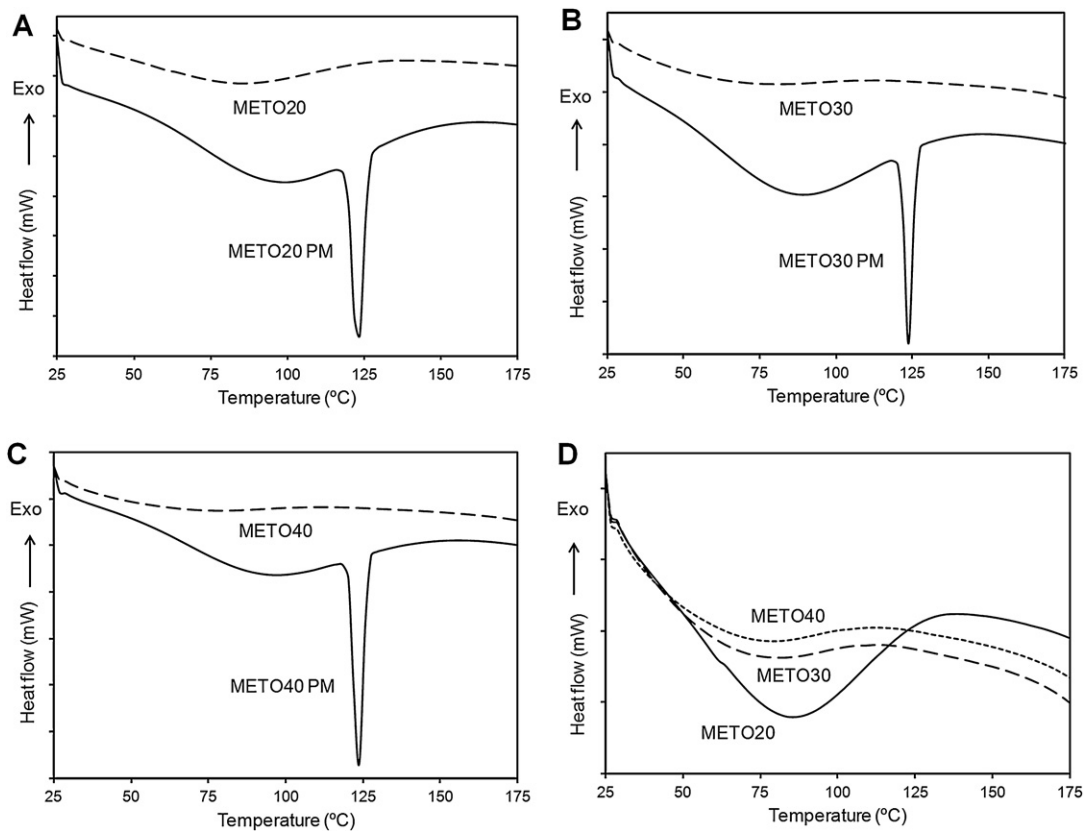 A
Exo
Heat flow (mW)
METO20
METO20 PM
25 50 75 100 125 150 175
Temperature (ºC)
B
Exo
Heat flow (mW)
METO30
METO30 PM
25 50 75 100 125 150 175
Temperature (ºC)
C
Exo
Heat flow (mW)
METO40
METO40 PM
25 50 75 100 125 150 175
Temperature (ºC)
D
Exo
Heat flow (mW)
METO40
METO30
METO20
25 50 75 100 125 150 175
Temperature (ºC)